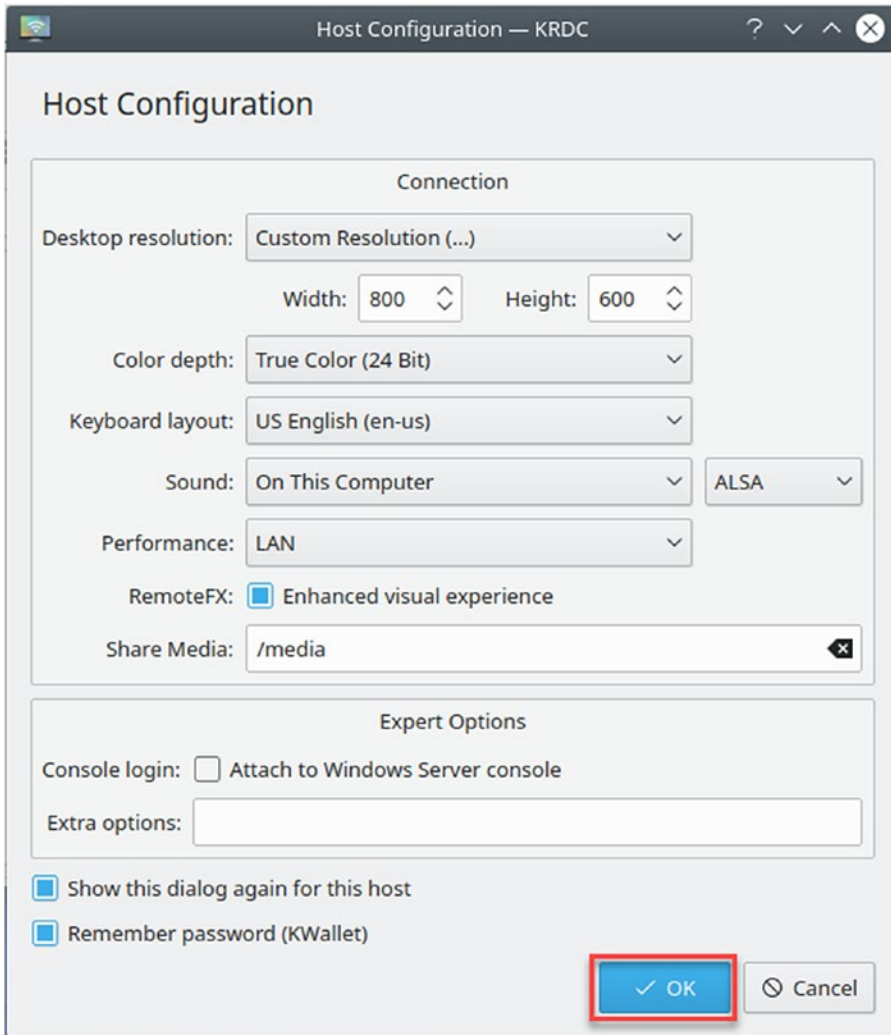 Host Configuration — KRDC
Host Configuration
Connection
Desktop resolution: Custom Resolution (...)
Width: 800 Height: 600
Color depth: True Color (24 Bit)
Keyboard layout: US English (en-us)
Sound: On This Computer ALSA
Performance: LAN
RemoteFX: Enhanced visual experience
Share Media: /media
Expert Options
Console login: Attach to Windows Server console
Extra options:
Show this dialog again for this host
Remember password (KWallet)
OK Cancel